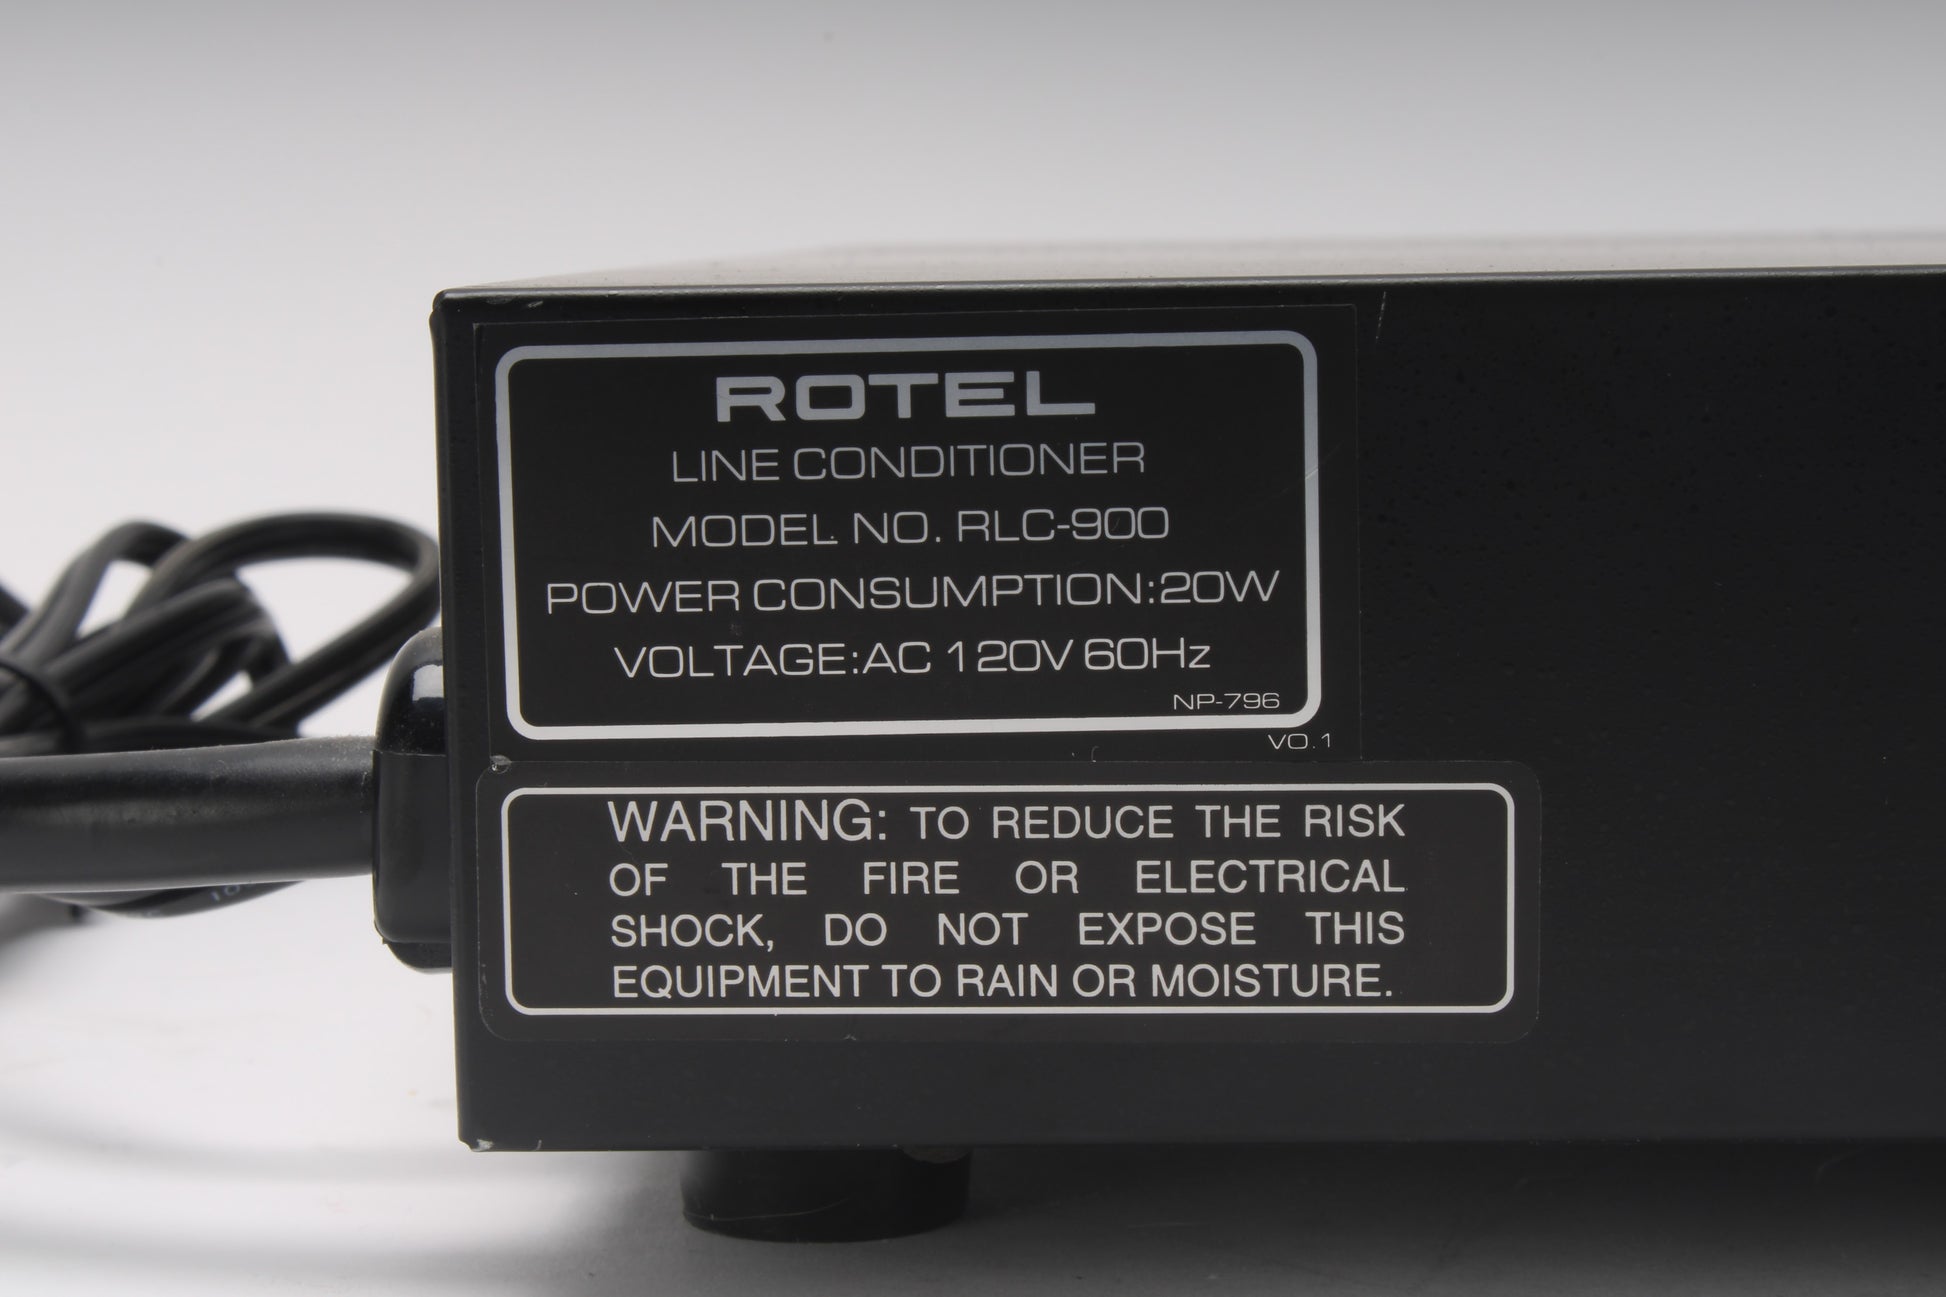 ROTEL
LINE CONDITIONER
MODEL NO. RLC-900
POWER CONSUMPTION:20W
VOLTAGE:AC 120V 60Hz
NP-796
V0.1
WARNING: TO REDUCE THE RISK
OF THE FIRE OR ELECTRICAL
SHOCK, DO NOT EXPOSE THIS
EQUIPMENT TO RAIN OR MOISTURE.